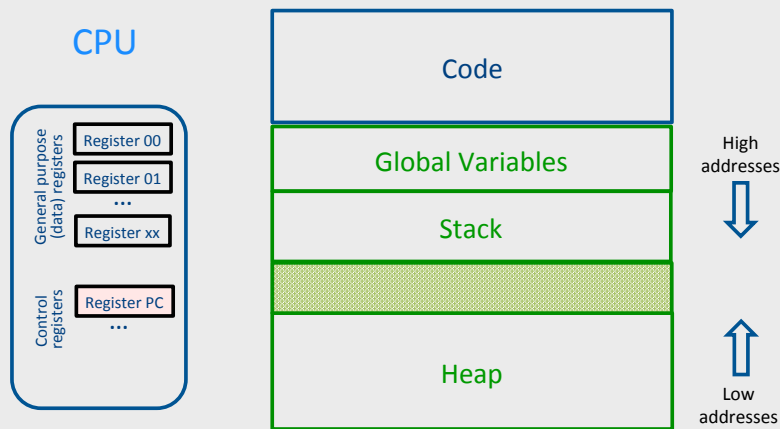 CPU
General purpose
(data) registers
Register 00
Register 01
...
Register xx
Control
registers
Register PC
...
Code
Global Variables
Stack
Heap
High
addresses
Low
addresses